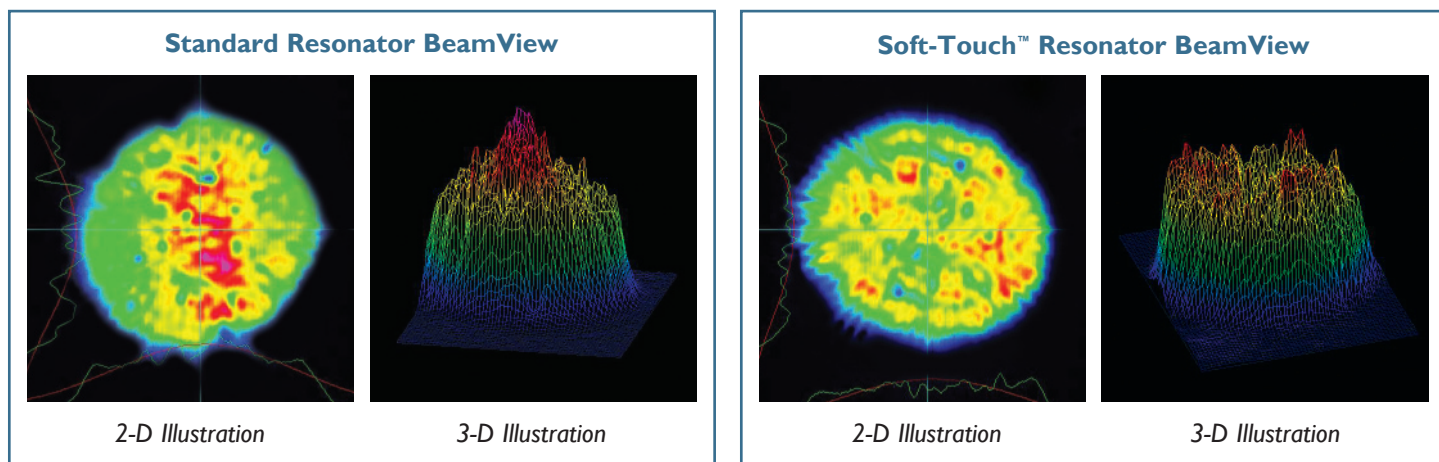 Standard Resonator BeamView
2-D Illustration
3-D Illustration
Soft-Touch™ Resonator BeamView
2-D Illustration
3-D Illustration